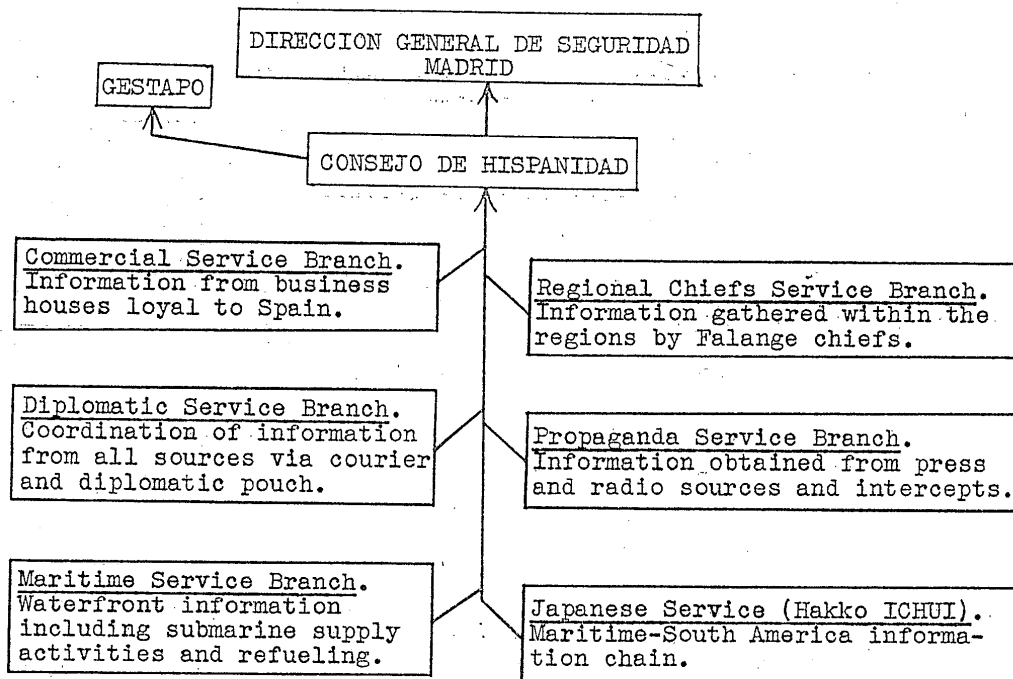 DIRECCION GENERAL DE SEGURIDAD
MADRID
GESTAPO
CONSEJO DE HISPANIDAD
Commercial Service Branch.
Information from business
houses loyal to Spain.
Regional Chiefs Service Branch.
Information gathered within the
regions by Falange chiefs.
Diplomatic Service Branch.
Coordination of information
from all sources via courier
and diplomatic pouch.
Propaganda Service Branch.
Information obtained from press
and radio sources and intercepts.
Maritime Service Branch.
Waterfront information
including submarine supply
activities and refueling.
Japanese Service (Hakko ICHUI).
Maritime-South America informa-
tion chain.